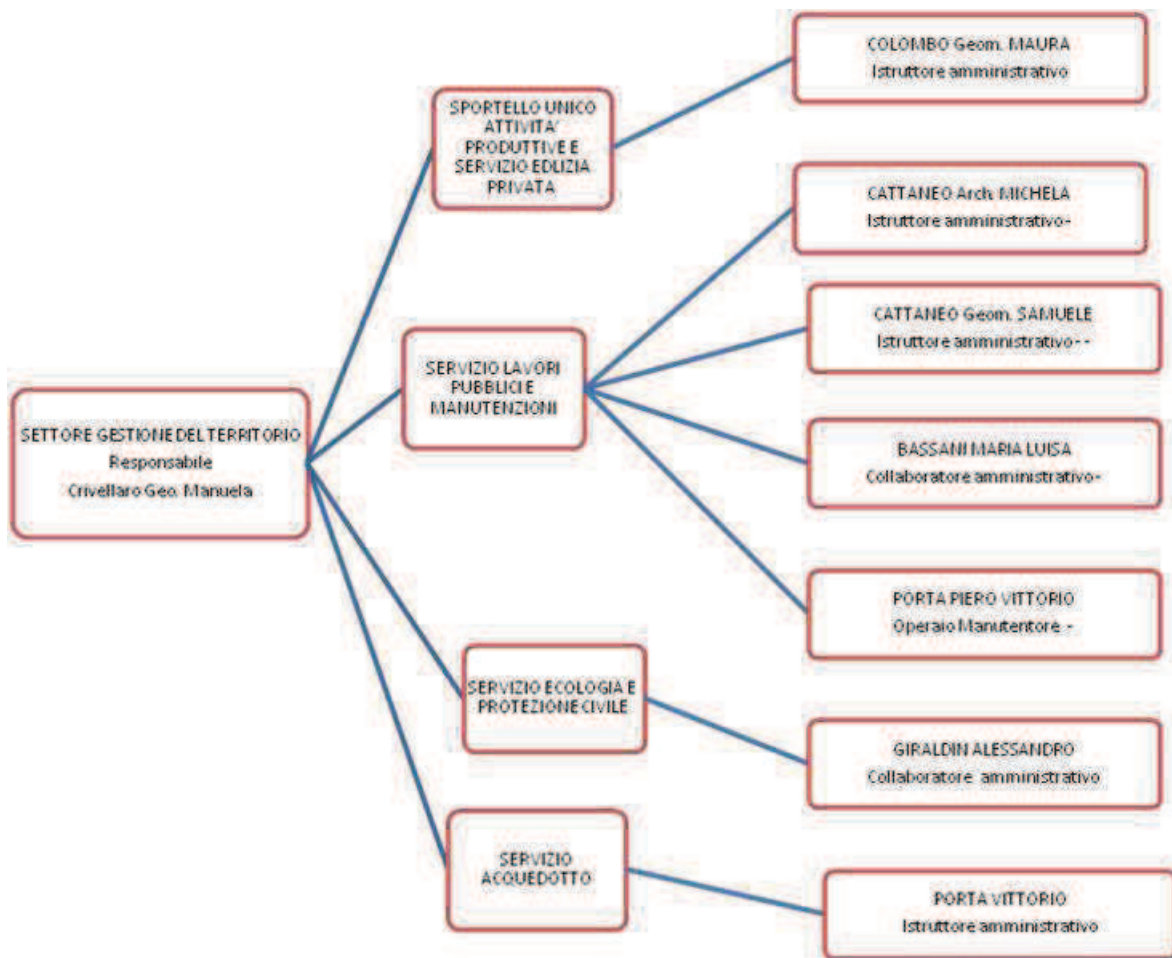 SETTORE GESTIONE DEL TERRITORIO
Responsabile
Crivellaro Geo. Manuela
SPORTELLO UNICO
ATTIVITA'
PRODUTTIVE E
SERVIZIO EDLIZIA
PRIVATA
COLOMBO Geom. MAURA
Istruttore amministrativo
SERVIZIO LAVORI
PUBBLICI E
MANUTENZIONI
CATTANEO Arch. MICHELA
Istruttore amministrativo-
CATTANEO Geom. SAMUELE
Istruttore amministrativo--
BASSANI MARIA LUISA
Collaboratore amministrativo-
PORTA PIERO VITTORIO
Operaio Manutentore -
SERVIZIO ECOLOGIA E
PROTEZIONE CIVILE
GIRALDIN ALESSANDRO
Collaboratore amministrativo
SERVIZIO
ACQUEDOTTO
PORTA VITTORIO
Istruttore amministrativo